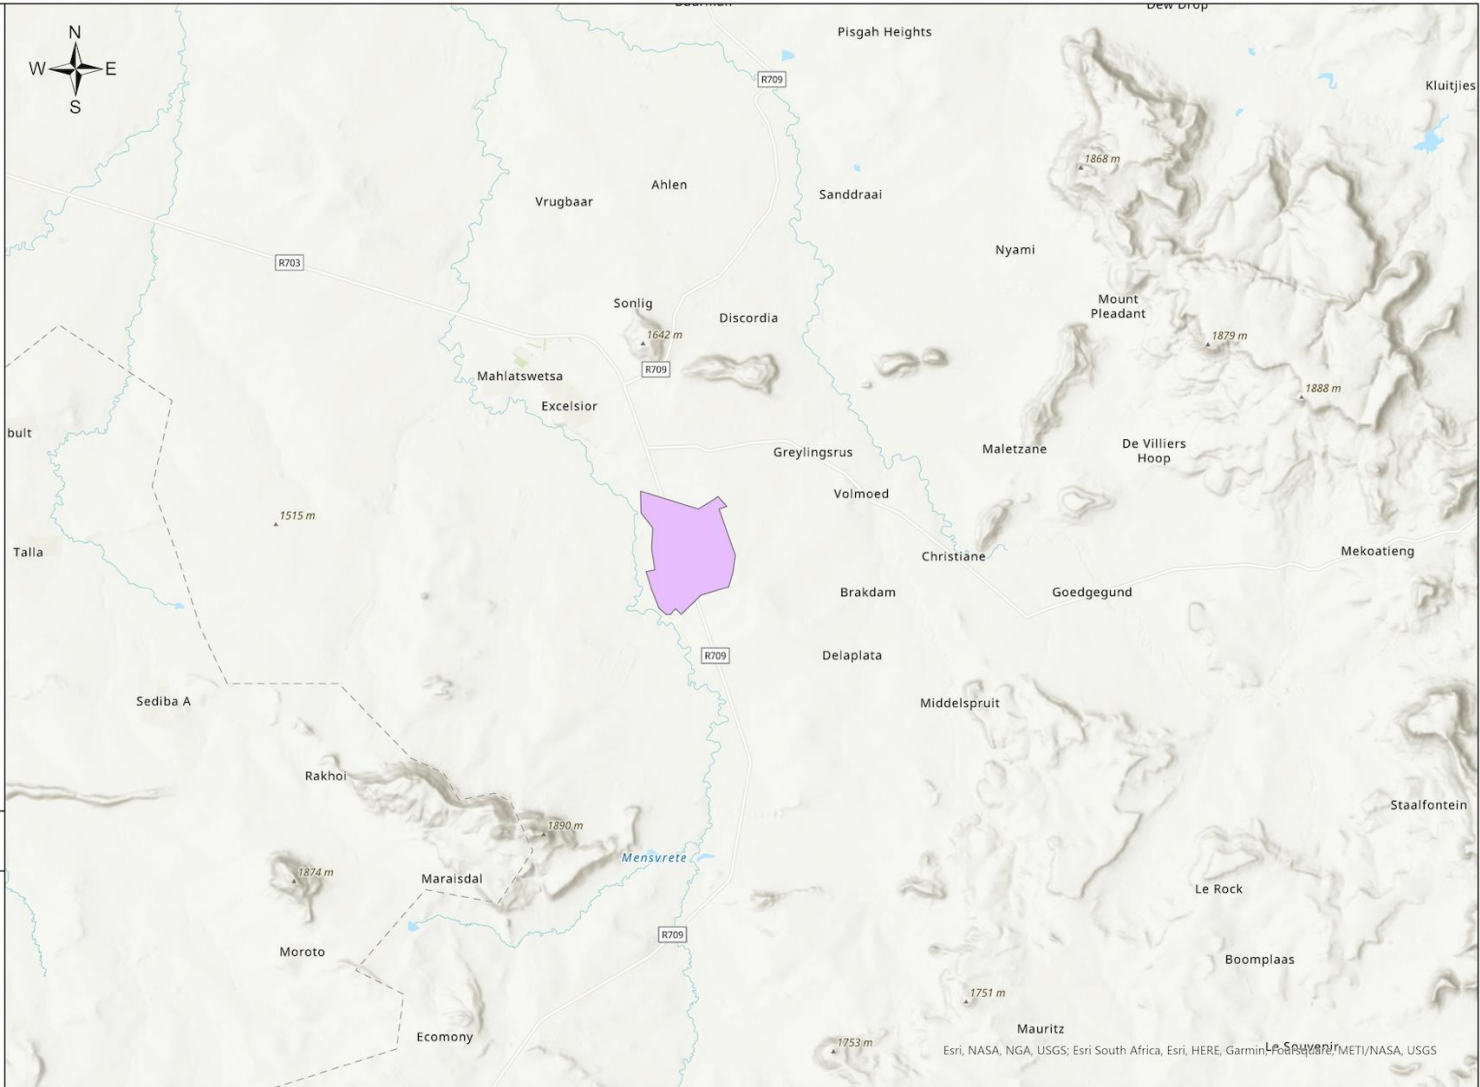 Dew Drop
N
W E
S
Pisgah Heights
R709
Kluitjies
1868 m
Ahlen
Vrugbaar
Sanddraai
Nyami
R703
Sonlig
Mount
Pleadant
Discordia
1642 m
1879 m
R709
Mahlatswetsa
1888 m
Excelsior
bult
De Villiers
Hoop
Maletzane
Greylingsrus
Volmoed
1515 m
Talla
Christiane
Mekoatieng
Brakdam
Goedgegund
R709
Delaplata
Sediba A
Middelspruit
Rakhoi
Staalfontein
1890 m
Mensvrete
1874 m
Maraisdal
Le Rock
R709
Moroto
Boomplaas
1751 m
Mauritz
Ecomony
1753 m
Le Souvenir
Esri, NASA, NGA, USGS; Esri South Africa, Esri, HERE, Garmin, Foursquare, METI/NASA, USGS